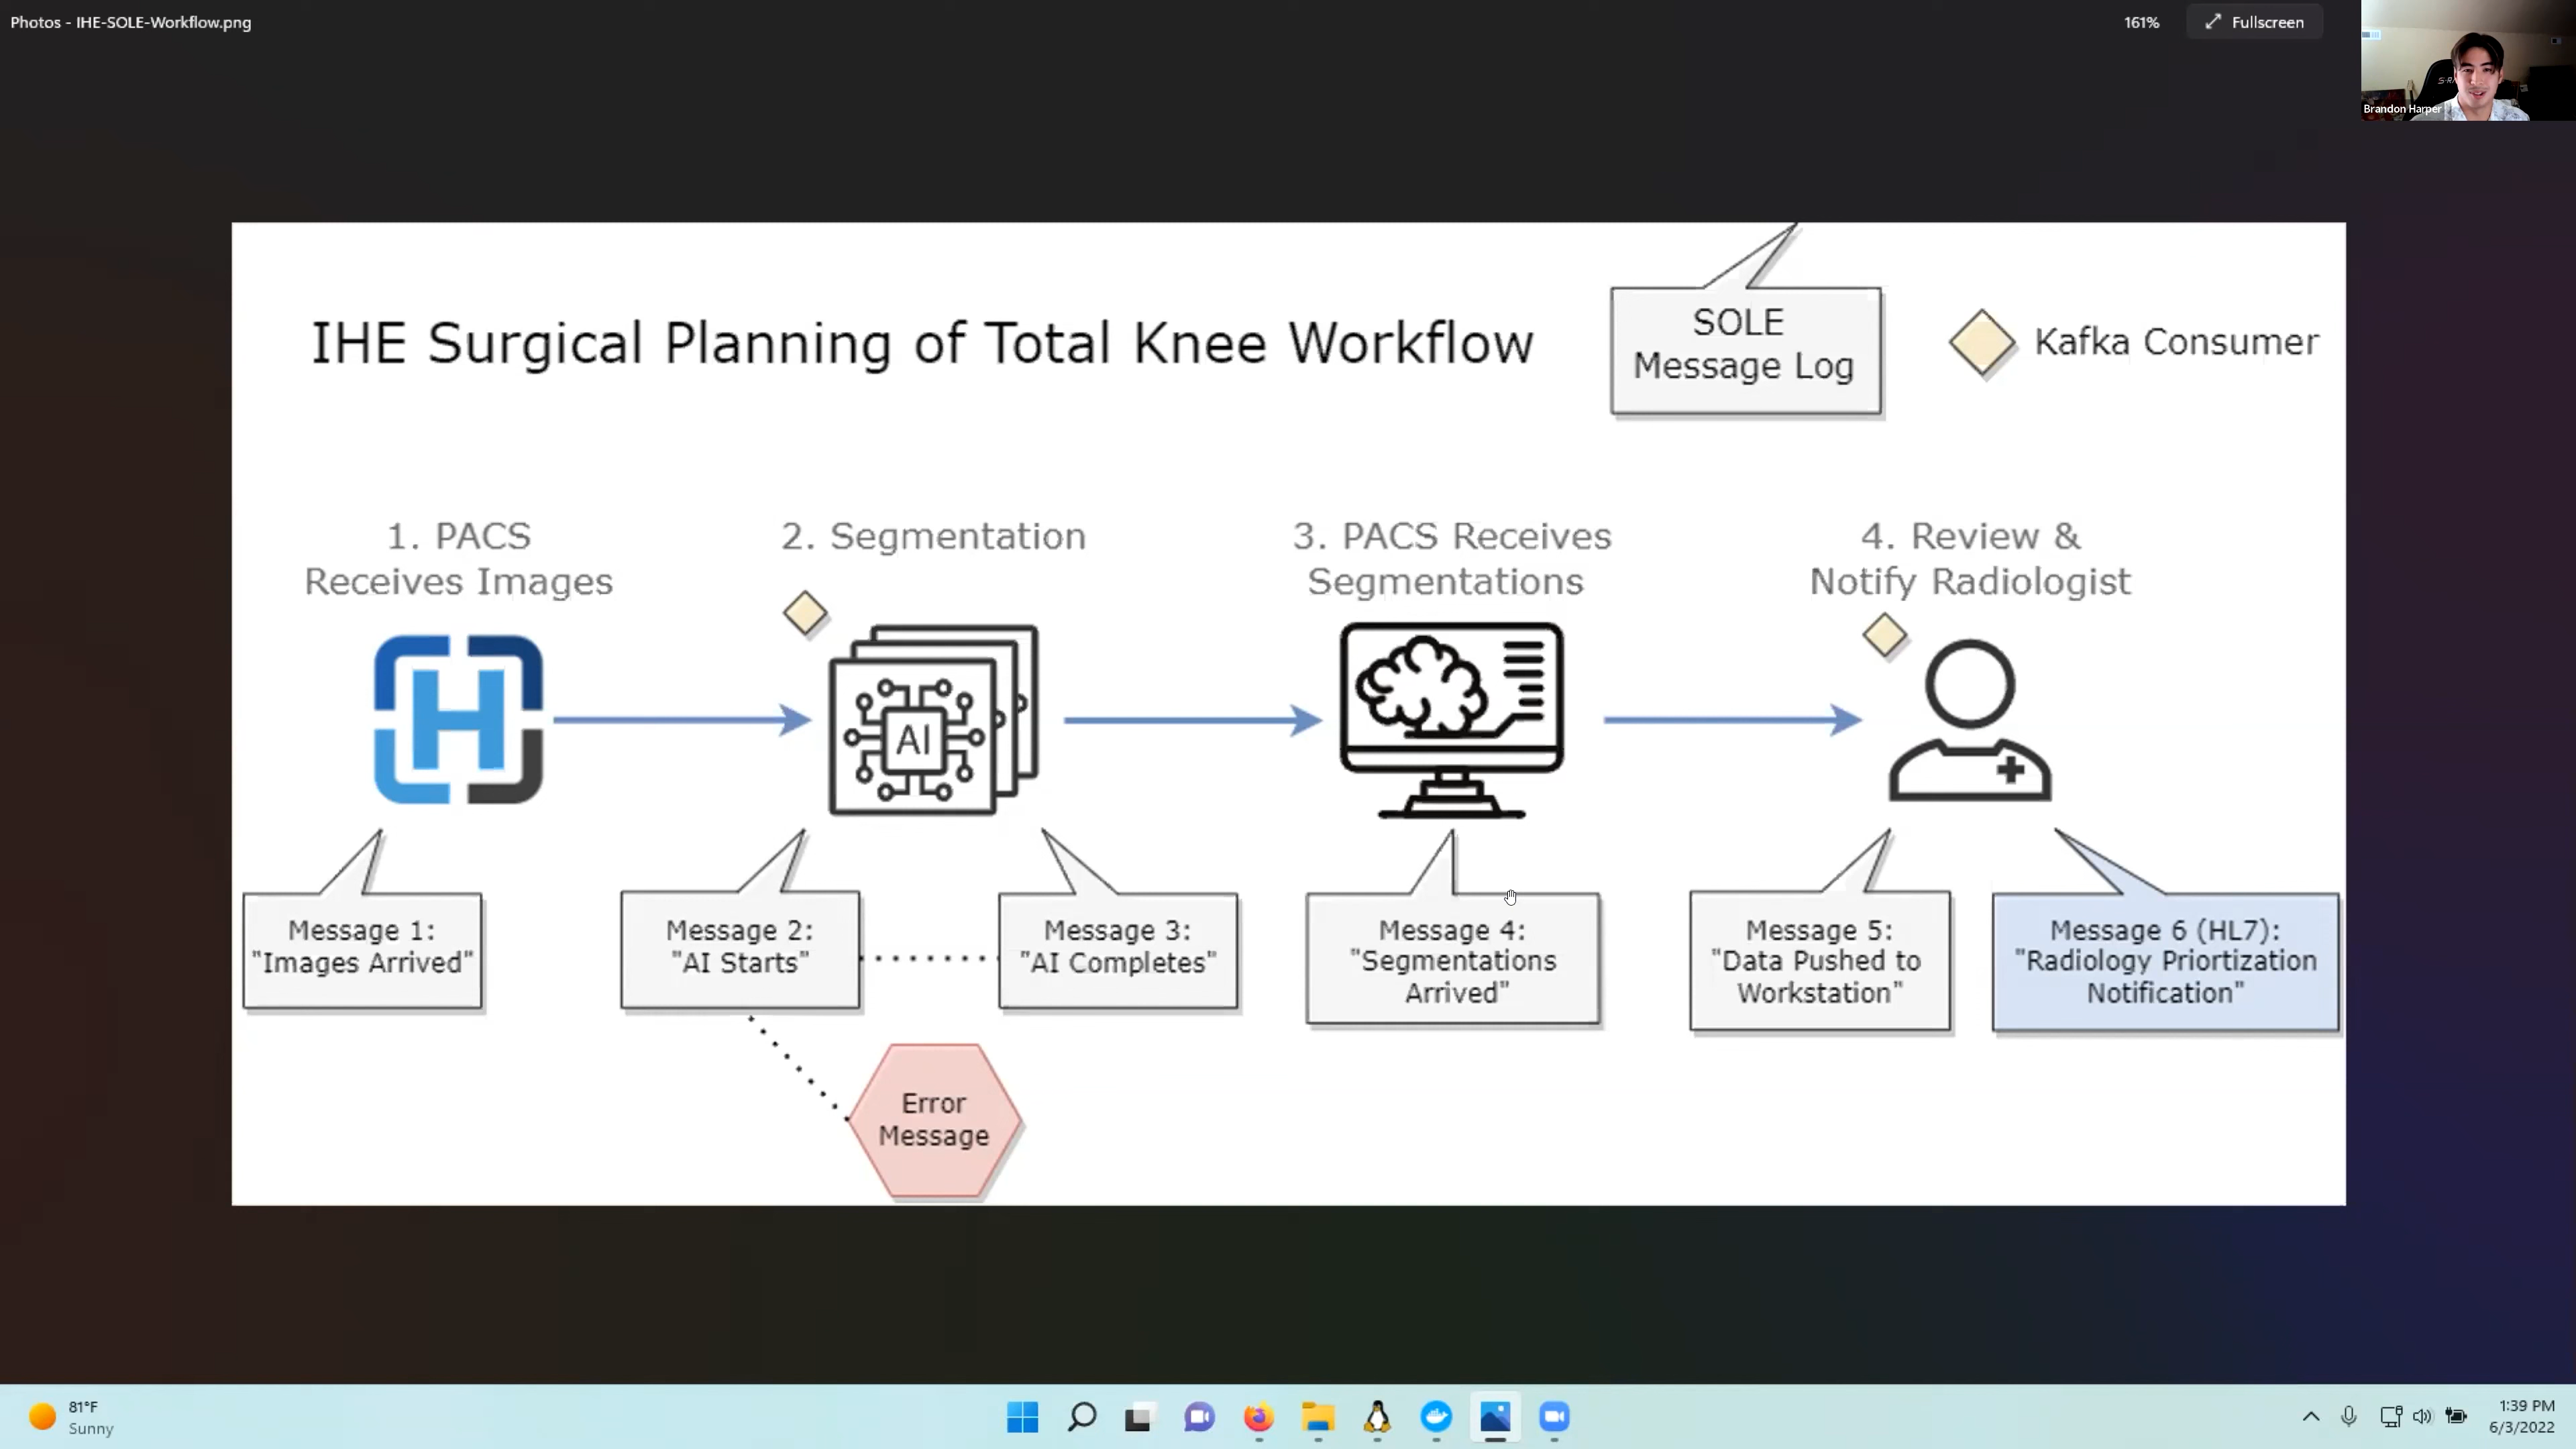 Photos - IHE-SOLE-Workflow.png
161%
Fullscreen
Brandon Harper
IHE Surgical Planning of Total Knee Workflow
SOLE
Message Log
Kafka Consumer
1. PACS
Receives Images
2. Segmentation
3. PACS Receives
Segmentations
4. Review &
Notify Radiologist
H
AI
Message 1:
"Images Arrived"
Message 2:
"AI Starts"
Message 3:
"AI Completes"
Message 4:
"Segmentations
Arrived"
Message 5:
"Data Pushed to
Workstation"
Message 6 (HL7):
"Radiology Priortization
Notification"
Error
Message
81°F
Sunny
1:39 PM
6/3/2022